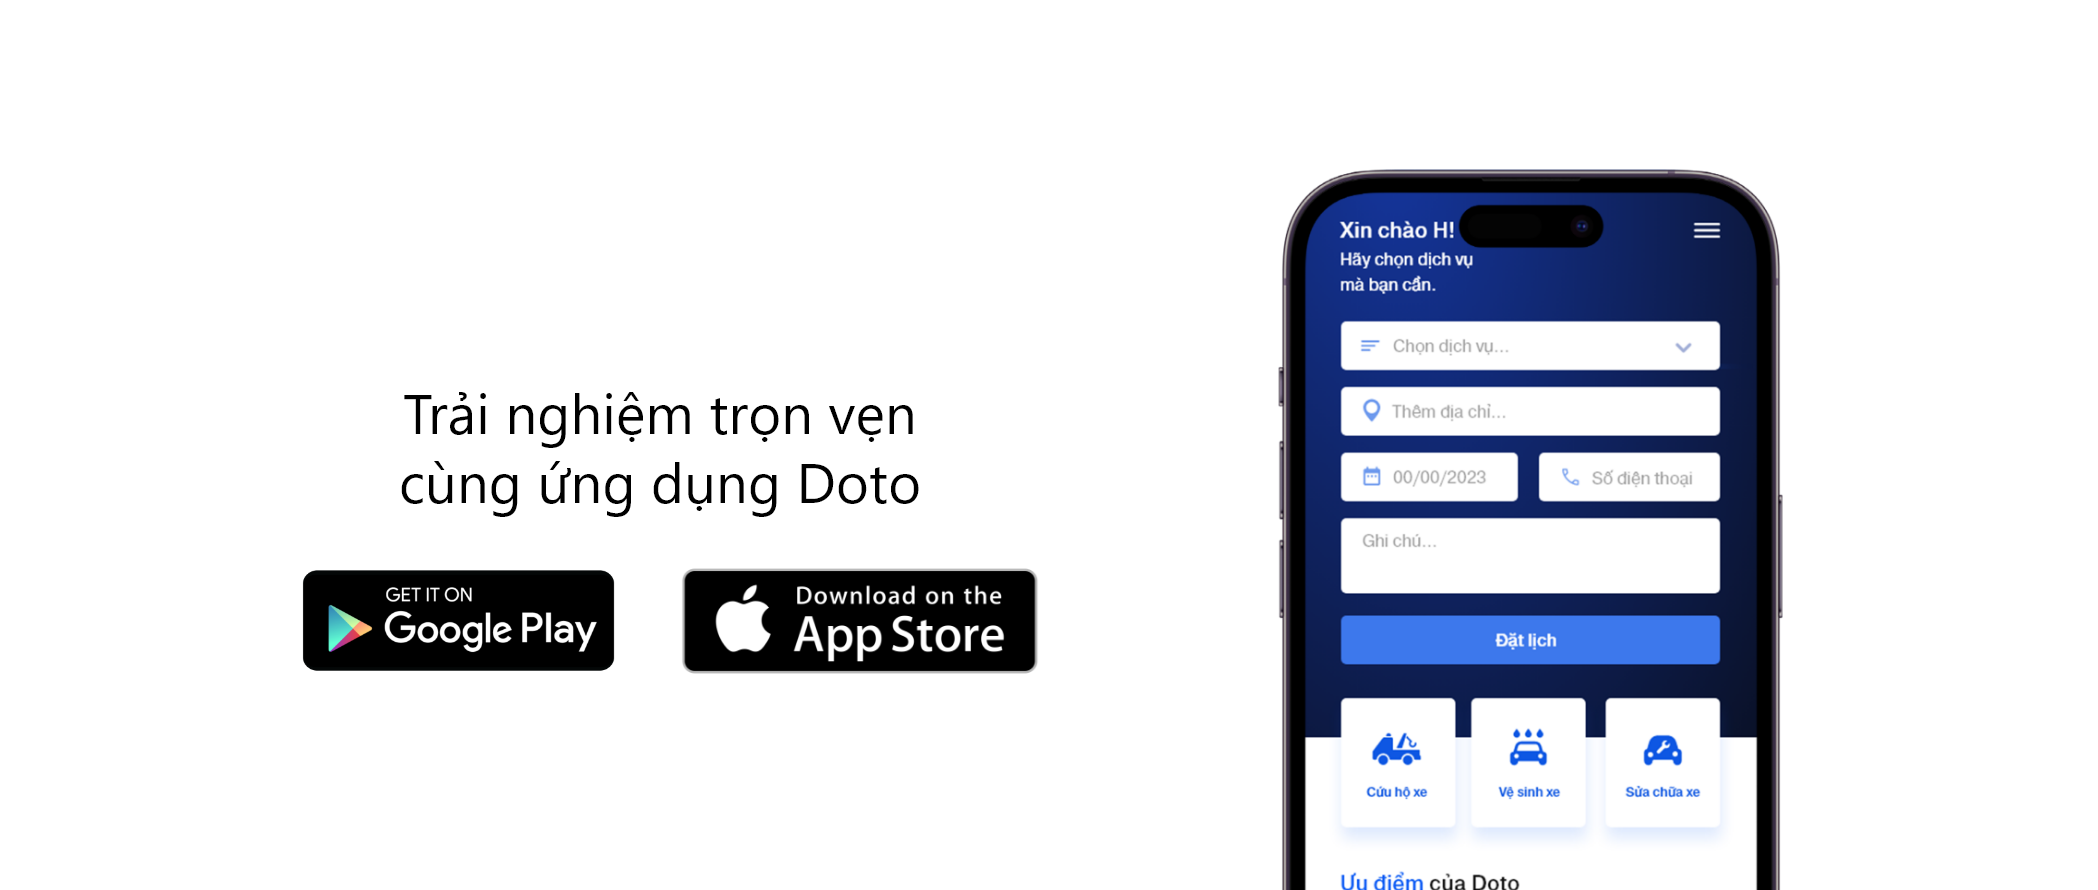 Trải nghiệm trọn vẹn
cùng ứng dụng Doto
GET IT ON
Google Play
Download on the
App Store
Xin chào H!
Hãy chọn dịch vụ
mà bạn cần.
Chọn dịch vụ...
Thêm địa chỉ...
00/00/2023
Số điện thoại
Ghi chú...
Đặt lịch
Cứu hộ xe
Vệ sinh xe
Sửa chữa xe
Ưu điểm của Doto